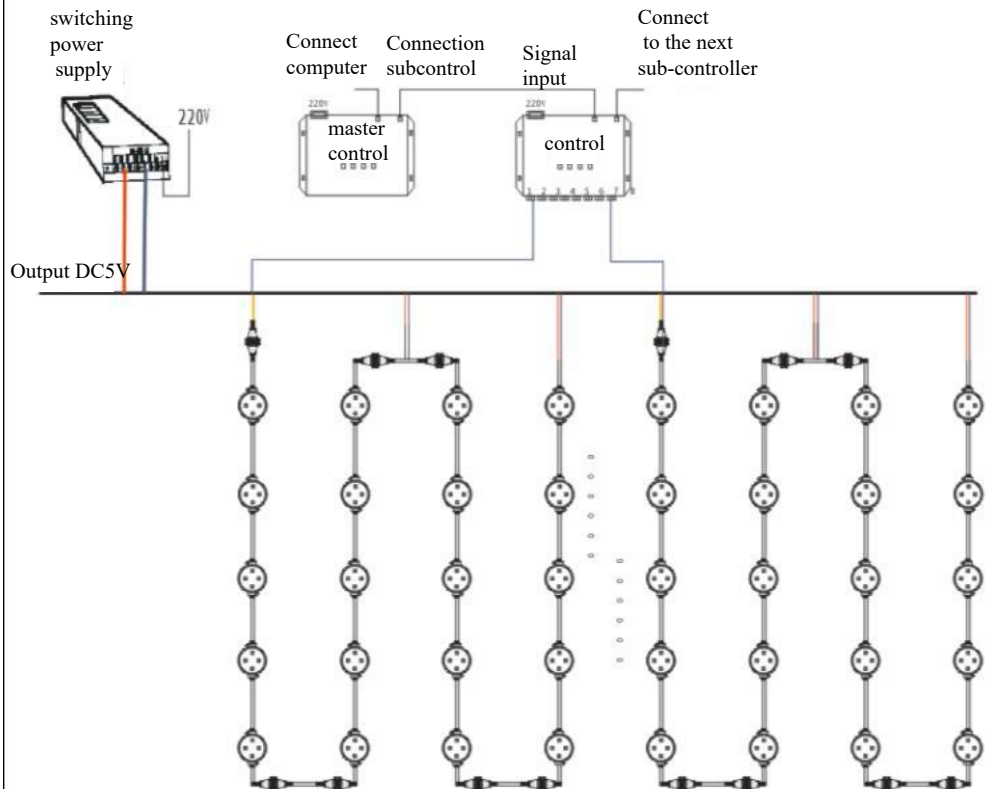 switching
power
supply
220V
Connect
computer
Connection
subcontrol
Signal
input
Connect
to the next
sub-controller
220V
master
control
220V
control
1 2 3 4 5 6 7 8
Output DC5V